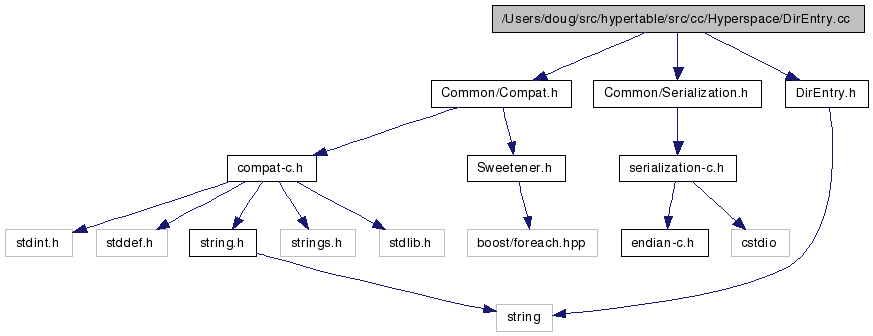 /Users/doug/src/hypertable/src/cc/Hyperspace/DirEntry.cc
Common/Compat.h
Common/Serialization.h
DirEntry.h
compat-c.h
Sweetener.h
serialization-c.h
stdint.h
stddef.h
string.h
strings.h
stdlib.h
boost/foreach.hpp
endian-c.h
cstdio
string